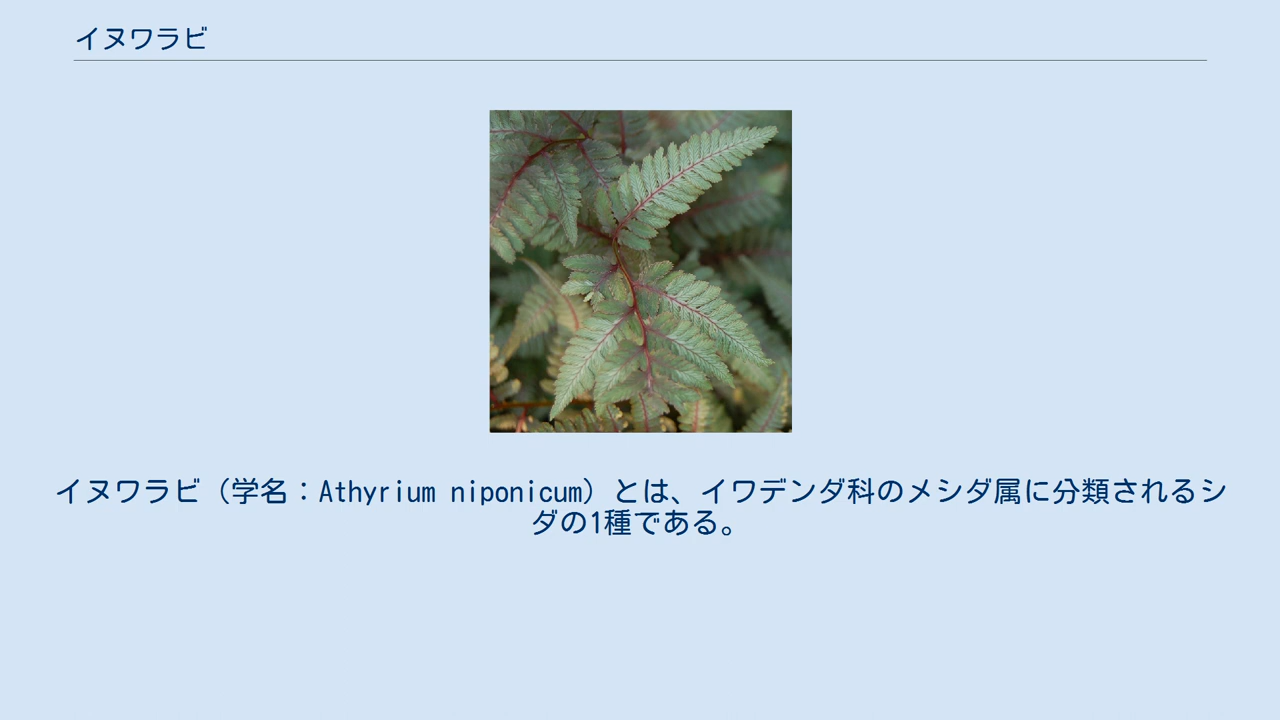 イヌワラビ
イヌワラビ（学名：Athyrium niponicum）とは、イワデンダ科のメシダ属に分類されるシ
ダの1種である。